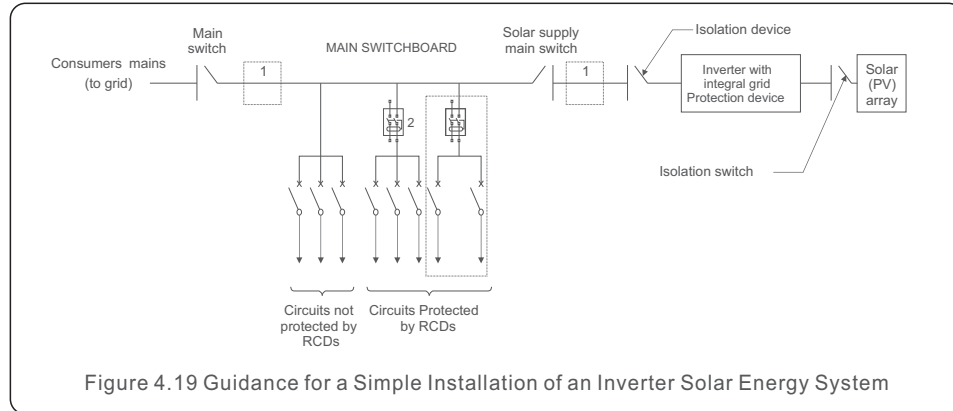 Main
switch
MAIN SWITCHBOARD
Solar supply
main switch
Isolation device
Consumers mains
(to grid)
1
1
Inverter with
integral grid
Protection device
Solar
(PV)
array
2
Isolation switch
Circuits not
protected by
RCDs
Circuits Protected
by RCDs
Figure 4.19 Guidance for a Simple Installation of an Inverter Solar Energy System